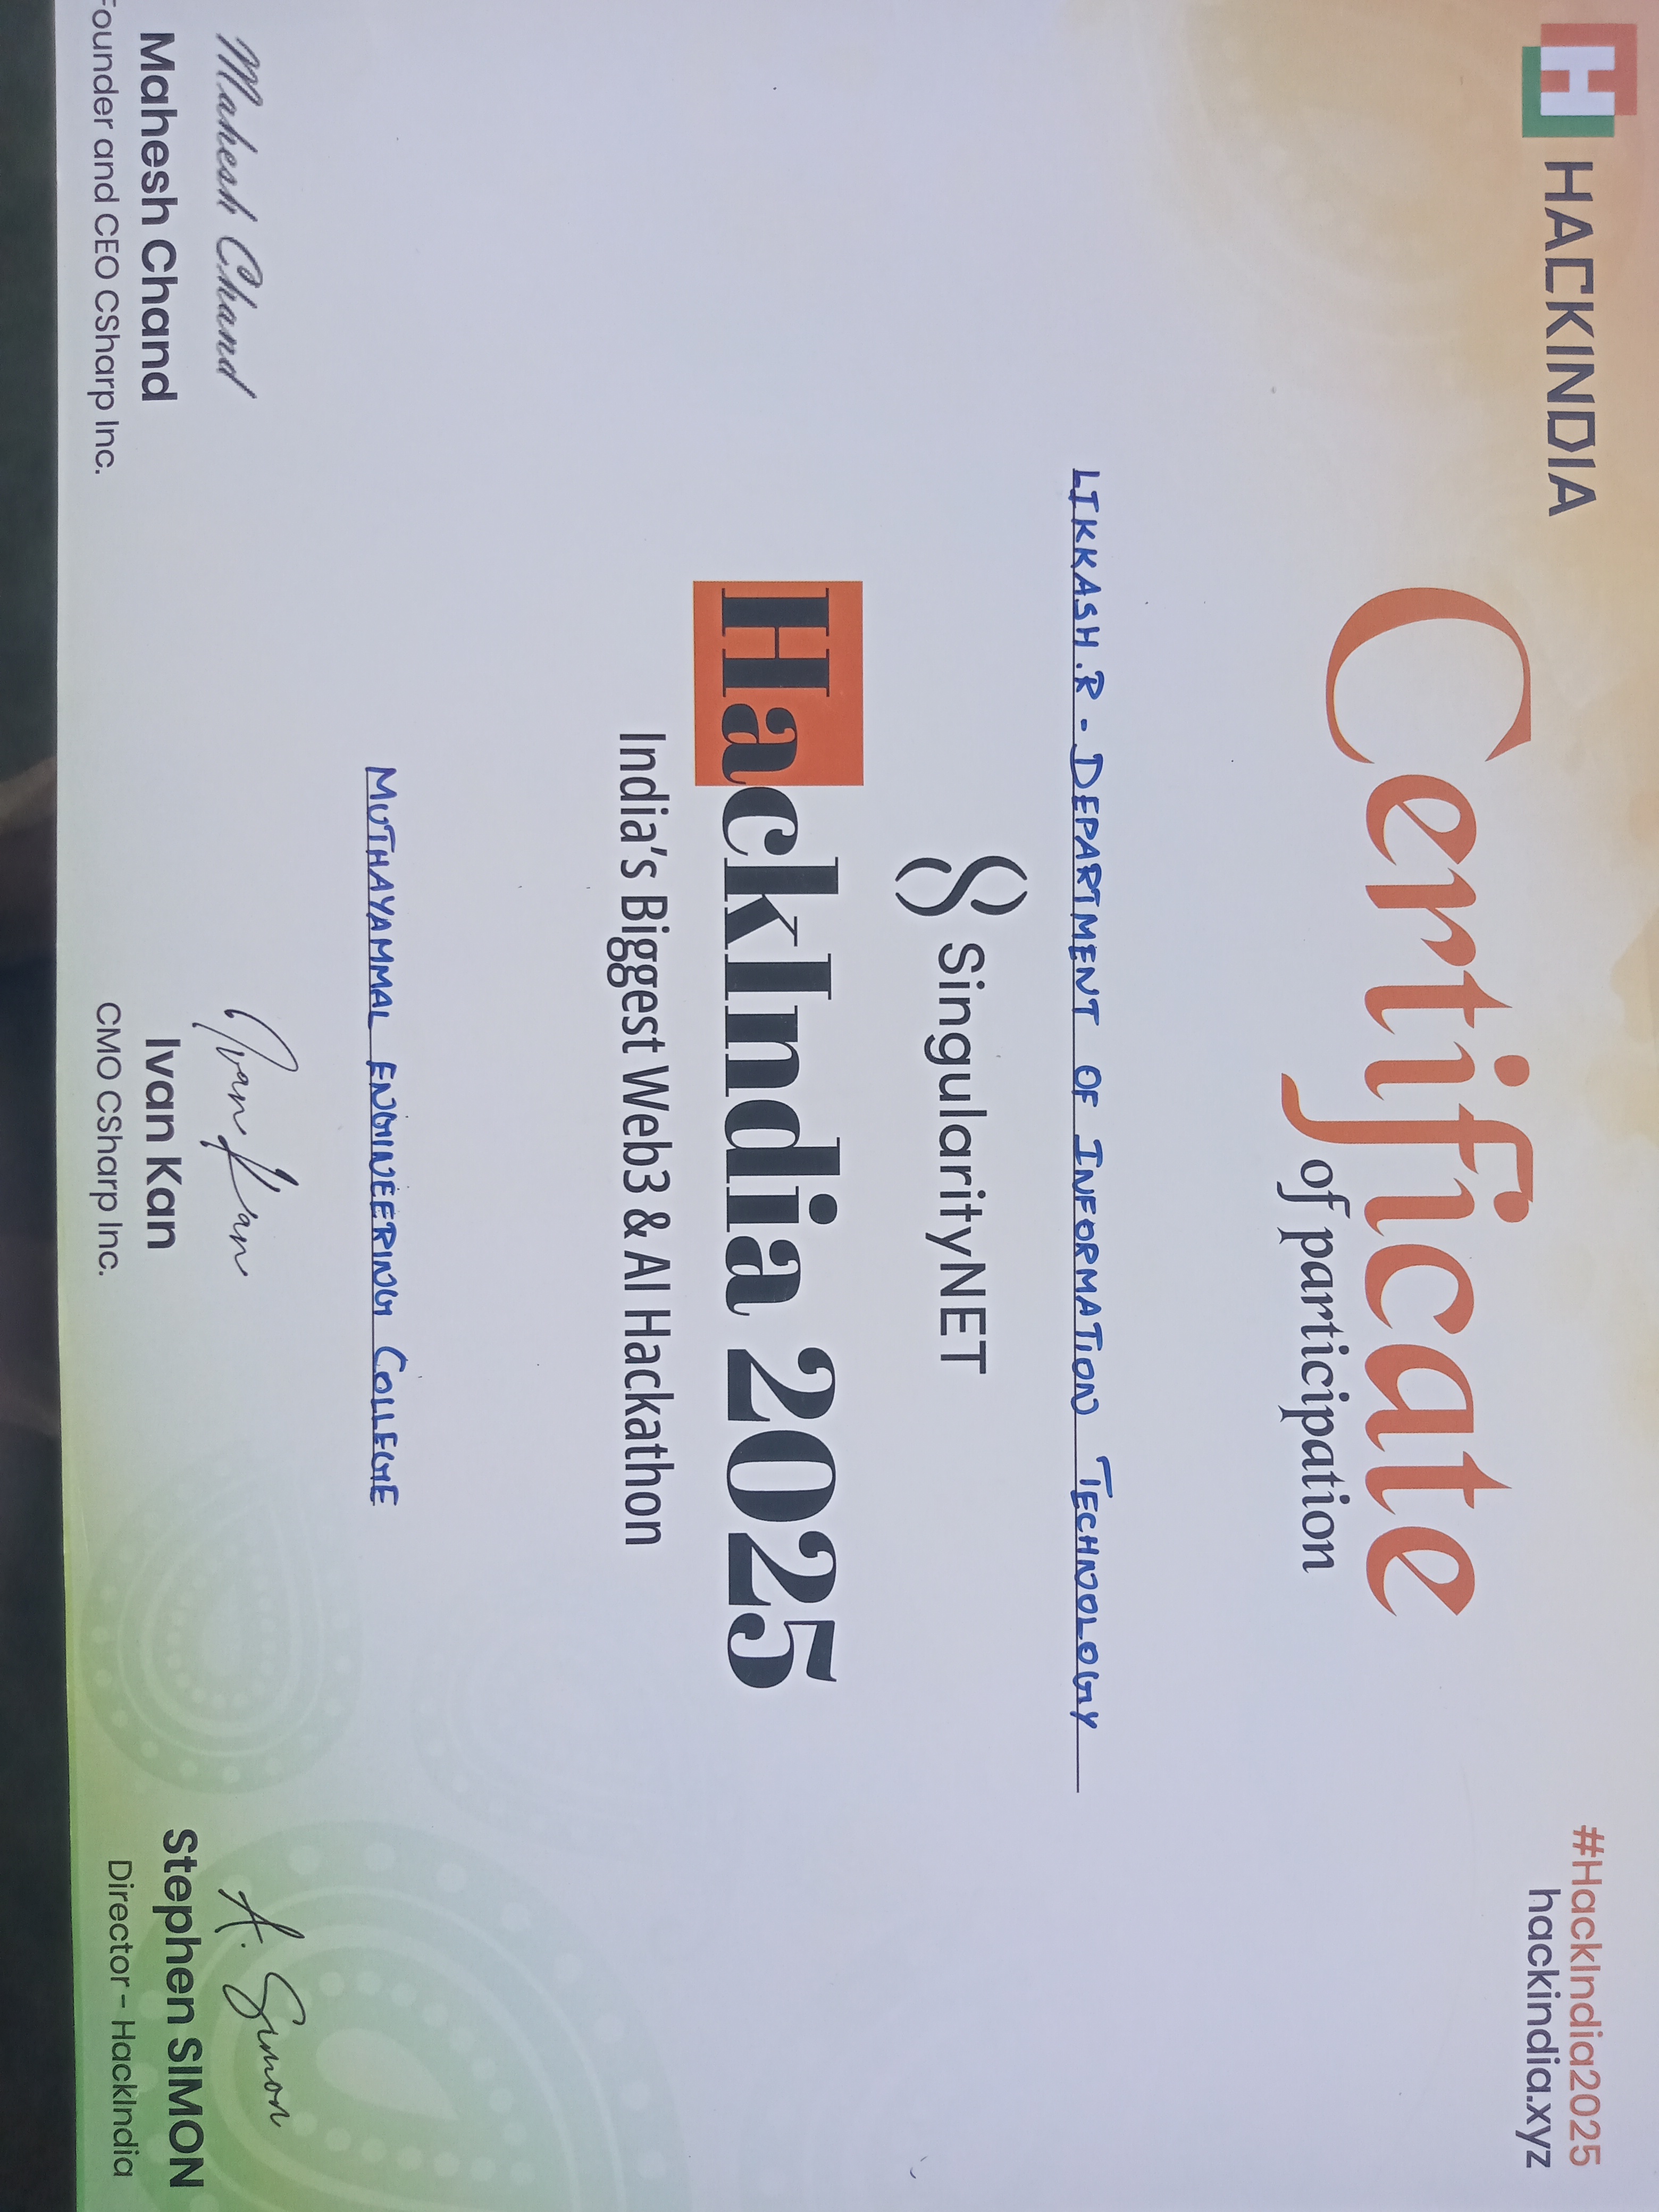 HACKINDIA
#HackIndia2025
hackindia.xyz
Certificate
of participation
LIKKASH.R - DEPARTMENT OF INFORMATION TECHNOLOGY
SingularityNET
HackIndia 2025
India's Biggest Web3 & AI Hackathon
MUTHAYAMMAL ENGINEERING COLLEGE
Mahesh Chand
Mahesh Chand
Founder and CEO CSharp Inc.
Ivan Kan
Ivan Kan
CMO CSharp Inc.
A. Simon
Stephen SIMON
Director - HackIndia